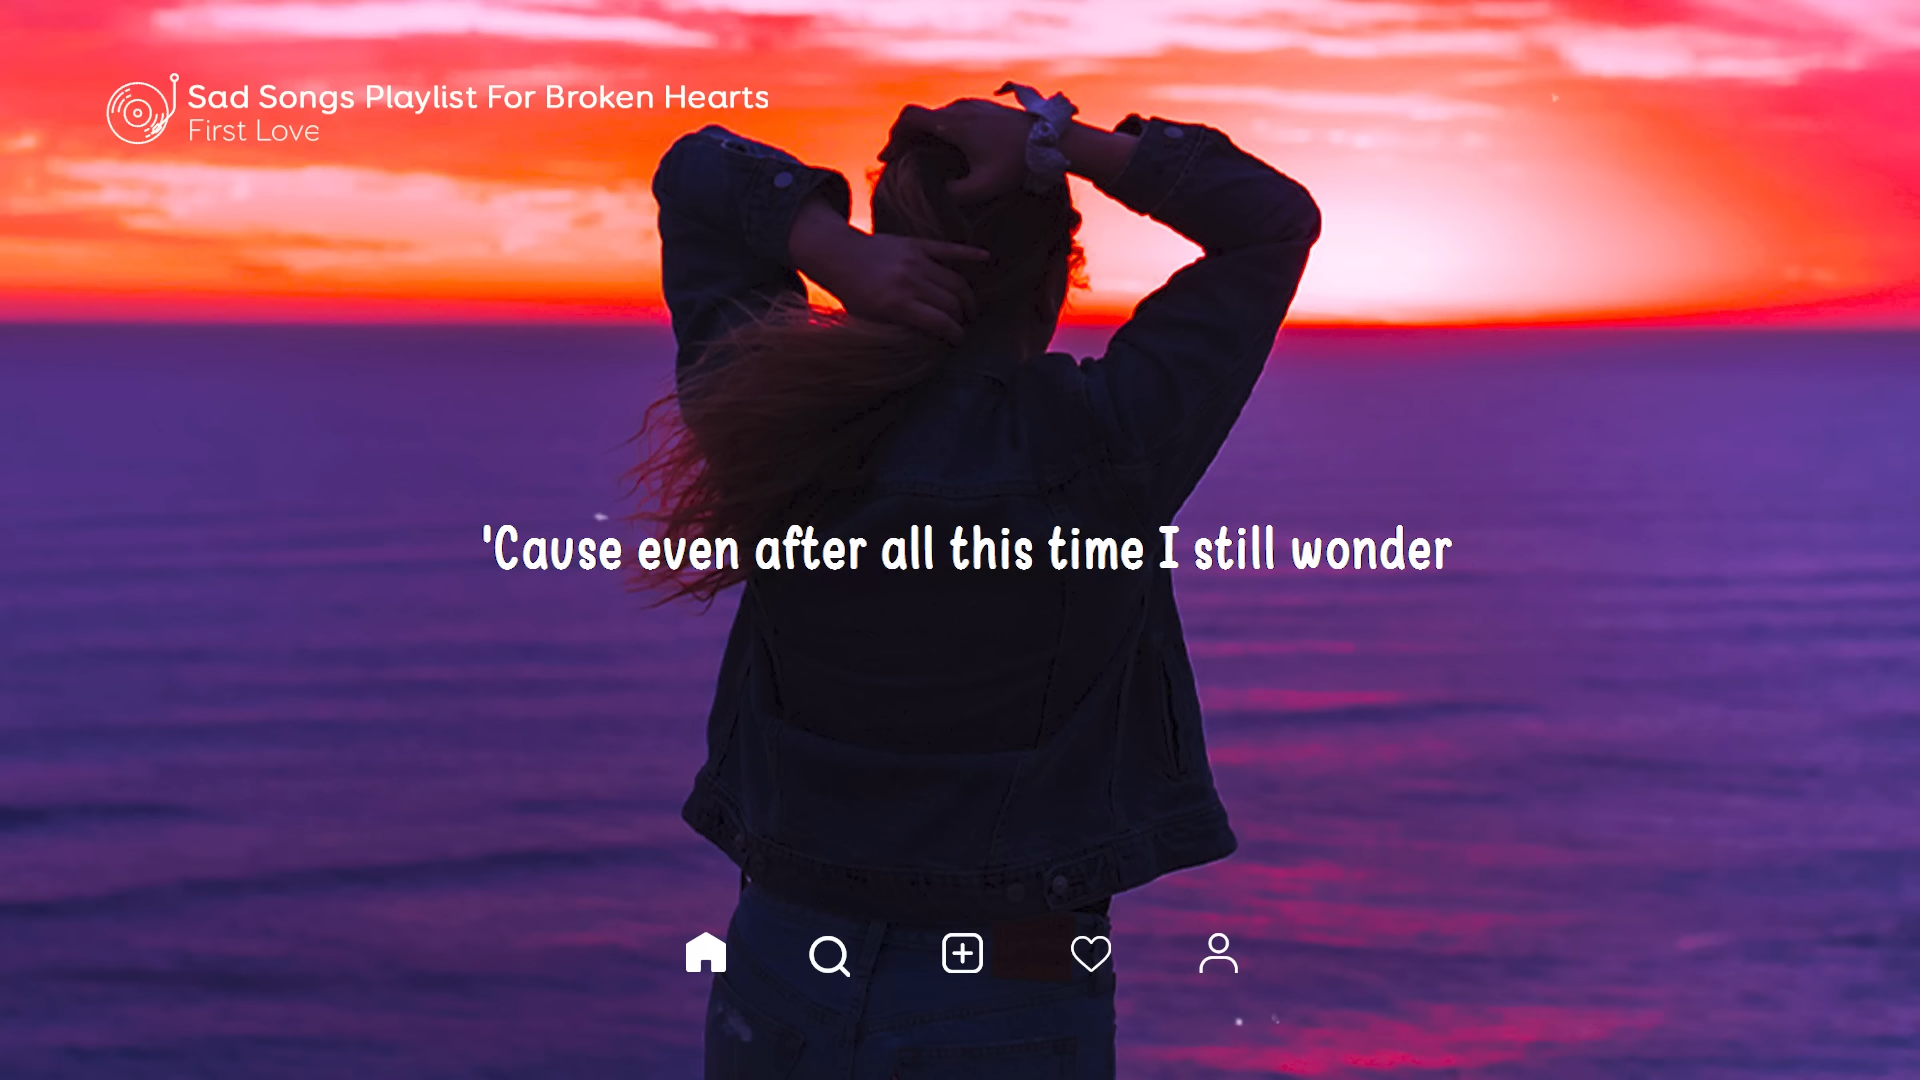 Sad Songs Playlist For Broken Hearts
First Love
'Cause even after all this time I still wonder